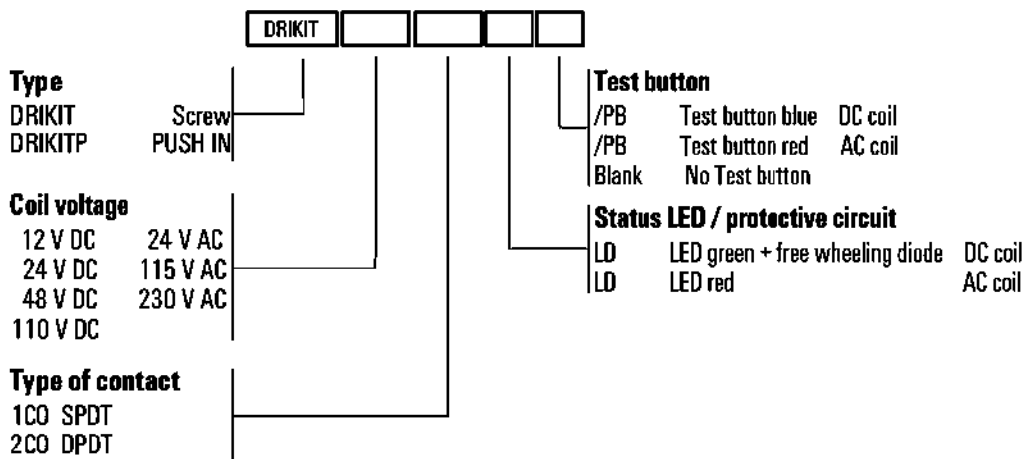 DRIKIT
Type
DRIKIT Screw
DRIKITP PUSH IN
Coil voltage
12 V DC 24 V AC
24 V DC 115 V AC
48 V DC 230 V AC
110 V DC
Type of contact
1CO SPDT
2CO DPDT
Test button
/PB Test button blue DC coil
/PB Test button red AC coil
Blank No Test button
Status LED / protective circuit
LD LED green + free wheeling diode DC coil
LD LED red AC coil